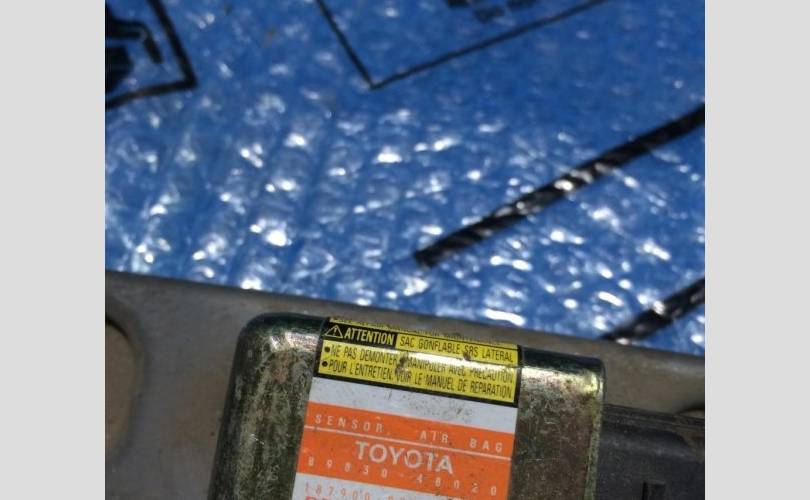 ATTENTION SAC GONFLABLE SRS LATERAL
•NE PAS DEMONTER MANIPULER AVEC PRECAUTION
•POUR L'ENTRETIEN, VOIR LE MANUEL DE REPARATION
SENSOR, AIR BAG
TOYOTA
89830-48020
187900